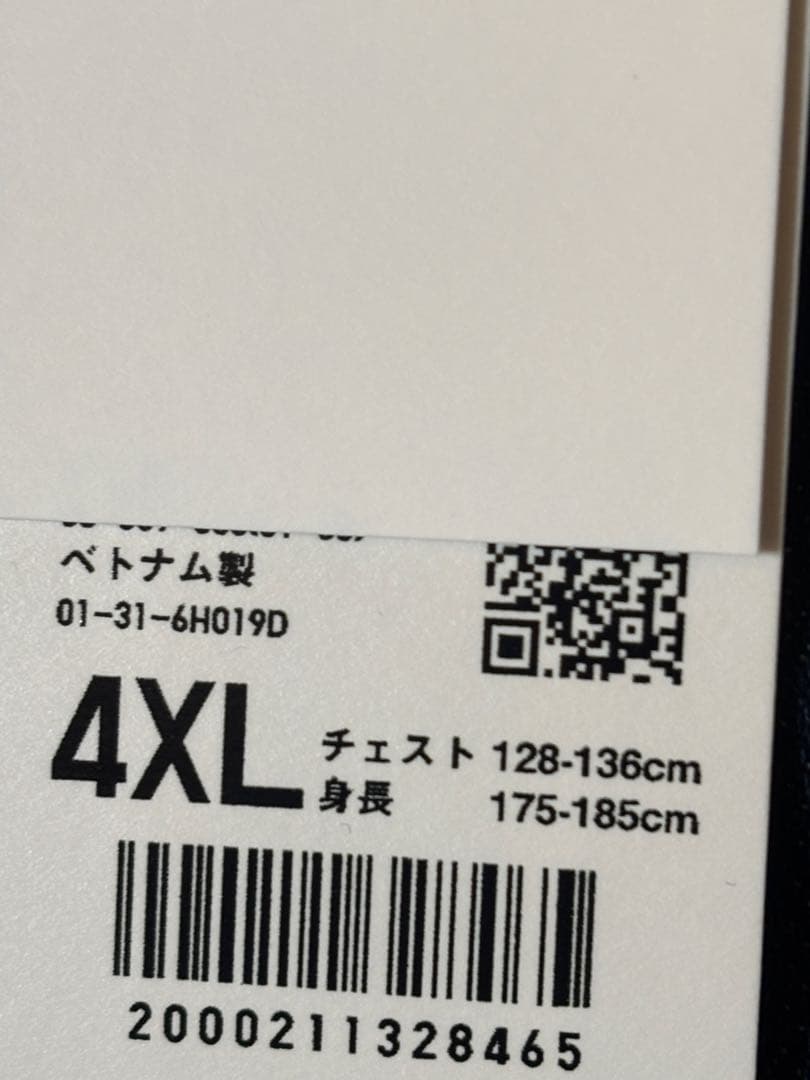 ベトナム製
01-31-6H019D
4XL
チェスト 128-136cm
身長 175-185cm
2000211328465